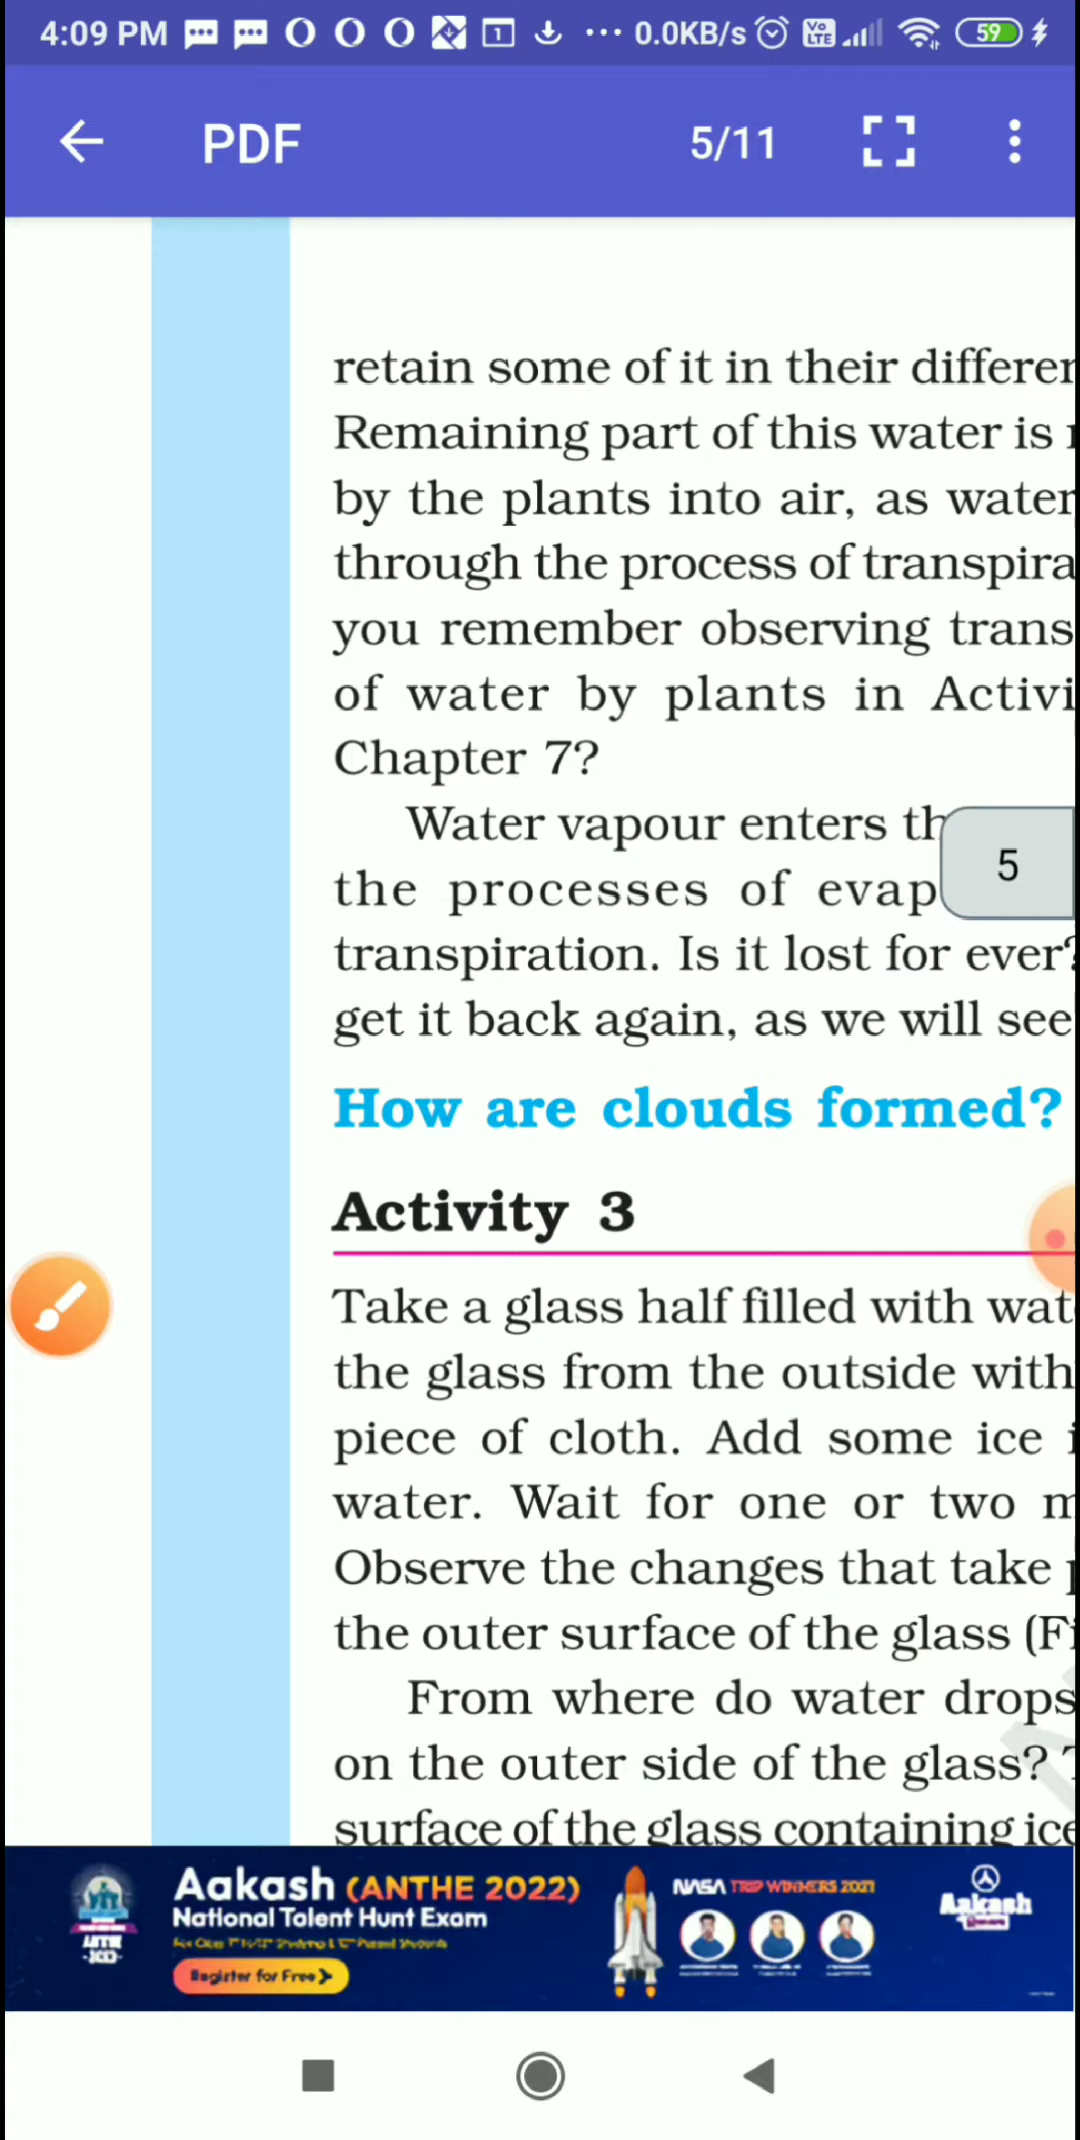 4:09 PM
1
0.0KB/s
Vo LTE
59
PDF
5/11
retain some of it in their
Remaining part of this water is
by the plants into air, as water
through the process of
you remember observing
of water by plants in
Chapter 7?
Water vapour enters
5
the processes of
transpiration. Is it lost for ever?
get it back again, as we will see
How are clouds formed?
Activity 3
Take a glass half filled with
the glass from the outside with
piece of cloth. Add some ice
water. Wait for one or two
Observe the changes that take
the outer surface of the glass
From where do water drops
on the outer side of the glass?
surface of the glass containing ice
Aakash (ANTHE 2022)
National Talent Hunt Exam
Register for Free
NASA TRIP WINNERS 2021
Aakash